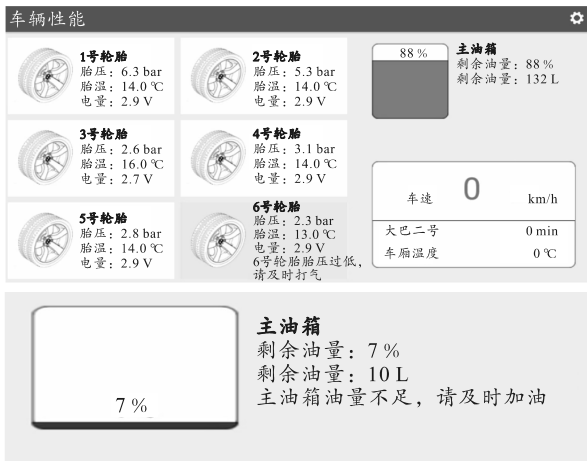 车辆性能
1号轮胎
胎压：6.3 bar
胎温：14.0 ℃
电量：2.9 V
2号轮胎
胎压：5.3 bar
胎温：14.0 ℃
电量：2.9 V
88 %
主油箱
剩余油量：88 %
剩余油量：132 L
3号轮胎
胎压：2.6 bar
胎温：16.0 ℃
电量：2.7 V
4号轮胎
胎压：3.1 bar
胎温：14.0 ℃
电量：2.9 V
5号轮胎
胎压：2.8 bar
胎温：14.0 ℃
电量：2.9 V
6号轮胎
胎压：2.3 bar
胎温：13.0 ℃
电量：2.9 V
6号轮胎胎压过低，
请及时打气
车速 0 km/h
大巴二号 0 min
车厢温度 0 ℃
7 %
主油箱
剩余油量：7 %
剩余油量：10 L
主油箱油量不足，请及时加油